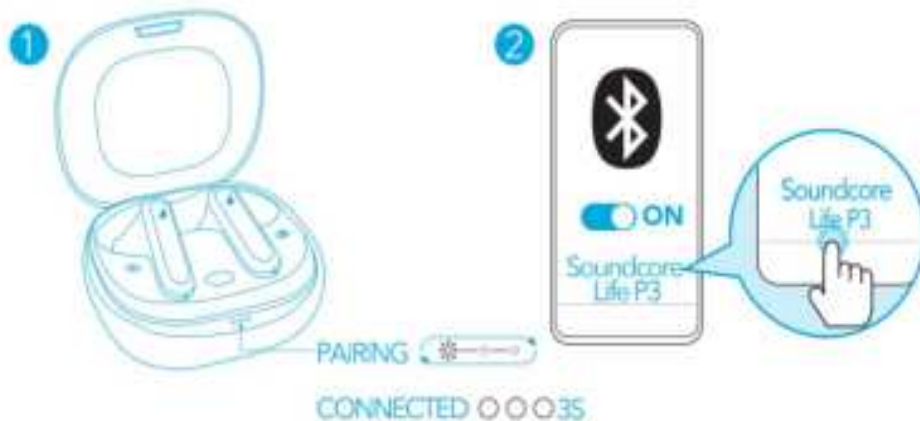 1
2
ON
Soundcore
Life P3
Soundcore
Life P3
PAIRING
CONNECTED 3S